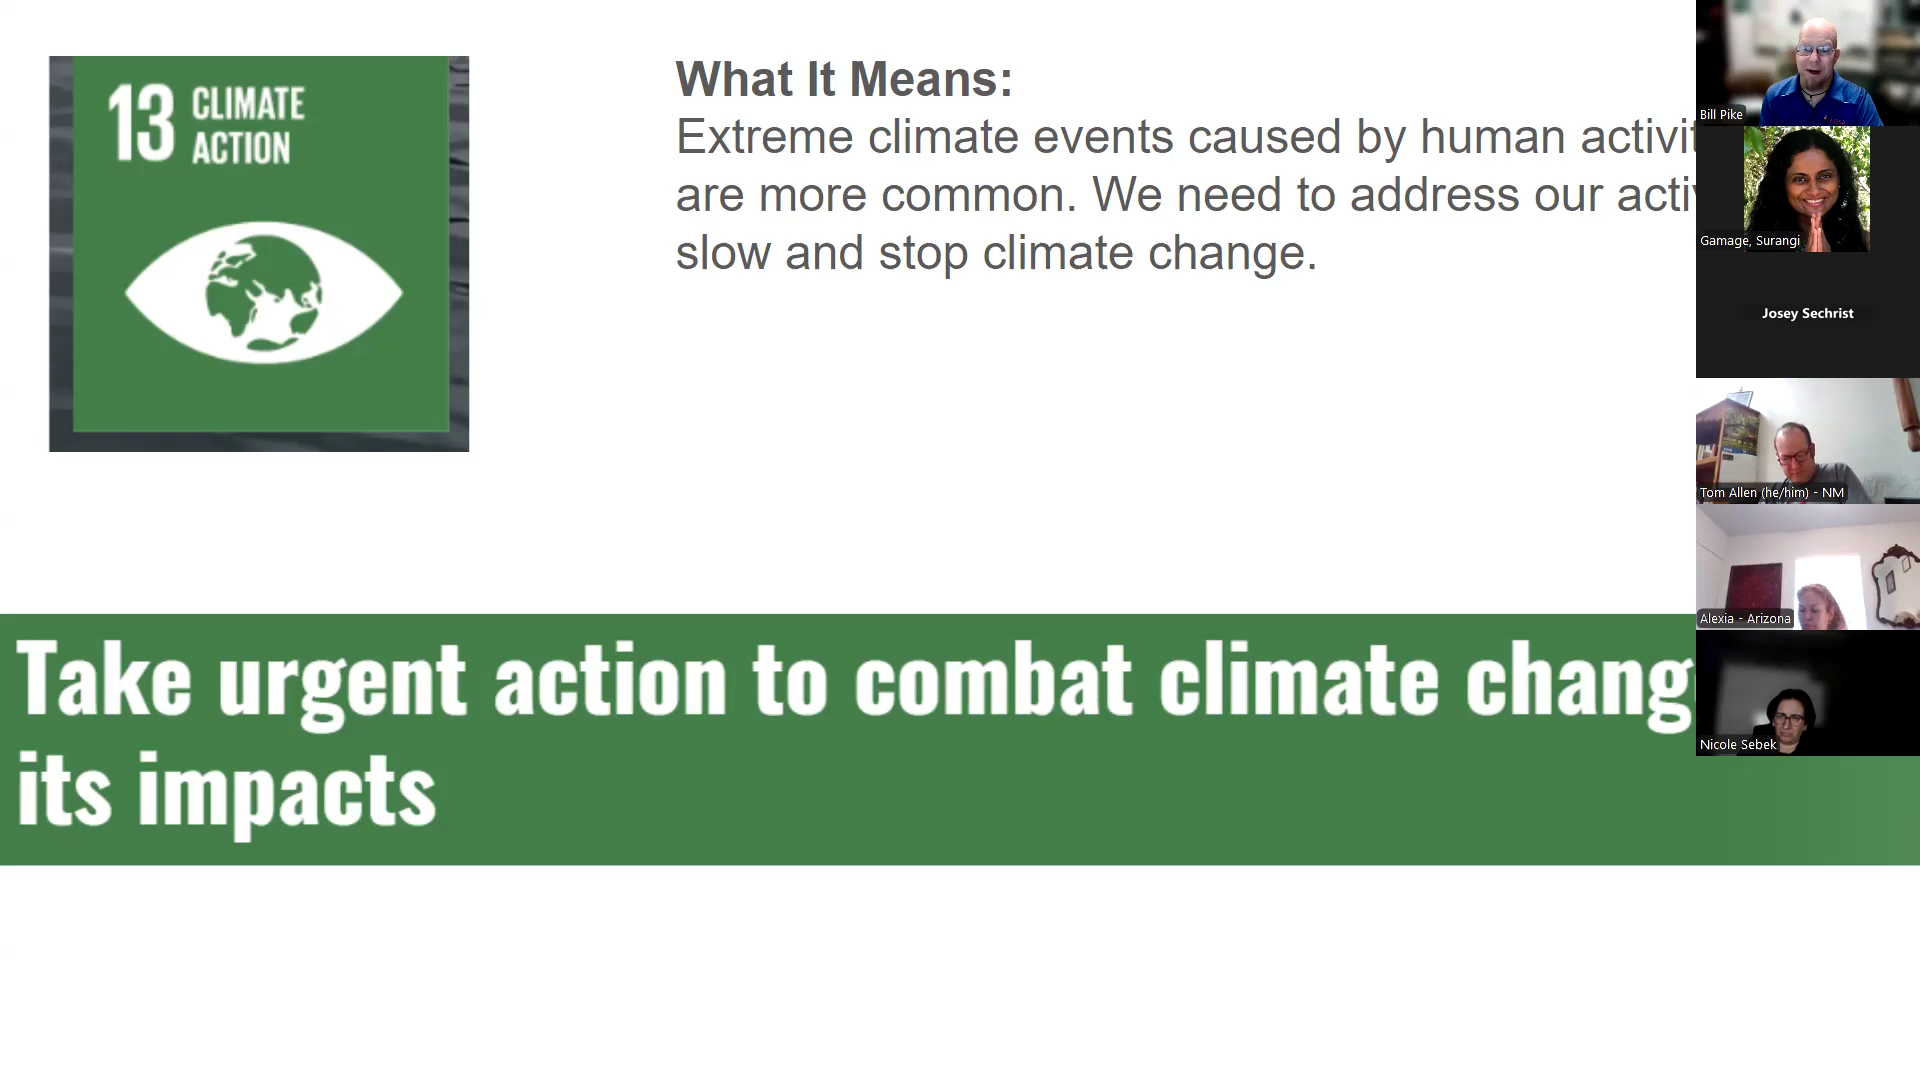 13 CLIMATE
ACTION
What It Means:
Extreme climate events caused by human activit
are more common. We need to address our activ
slow and stop climate change.
Take urgent action to combat climate chang
its impacts
Bill Pike
Gamage, Surangi
Josey Sechrist
Tom Allen (he/him) - NM
Alexia - Arizona
Nicole Sebek